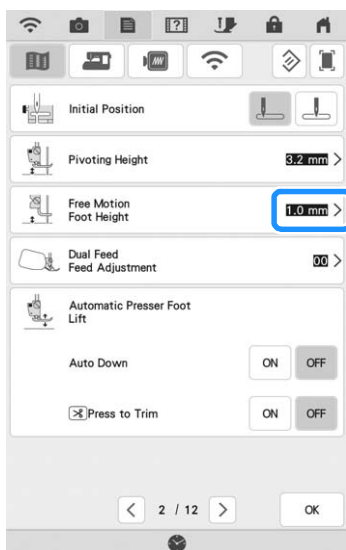 Initial Position
Pivoting Height 3.2 mm >
Free Motion
Foot Height 1.0 mm >
Dual Feed
Feed Adjustment 00 >
Automatic Presser Foot
Lift
Auto Down ON OFF
Press to Trim ON OFF
< 2 / 12 > OK